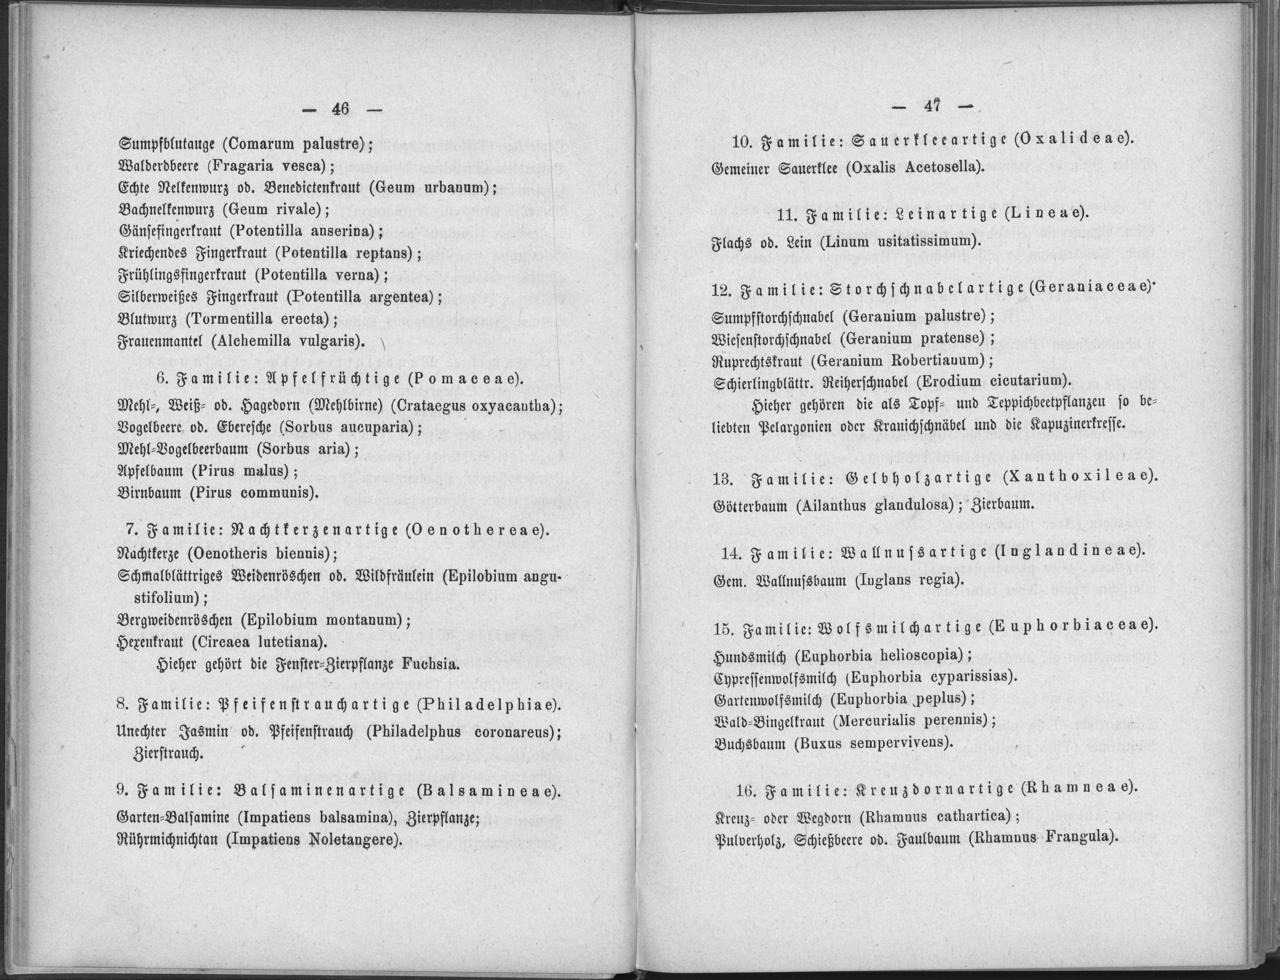 — 46 —
Sumpfblutauge (Comarum palustre);
Walderdbeere (Fragaria vesca);
Echte Nelkenwurz od. Benedictenkraut (Geum urbanum);
Bachnelkenwurz (Geum rivale);
Gänsefingerkraut (Potentilla anserina);
Kriechendes Fingerkraut (Potentilla reptans);
Frühlingsfingerkraut (Potentilla verna);
Silberweißes Fingerkraut (Potentilla argentea);
Blutwurz (Tormentilla erecta);
Frauenmantel (Alchemilla vulgaris).
6. Familie: Apfelfrüchtige (Pomaceae).
Mehl-, Weiß- od. Hagedorn (Mehlbirne) (Crataegus oxyacantha);
Vogelbeere od. Eberesche (Sorbus aucuparia);
Mehl-Vogelbeerbaum (Sorbus aria);
Apfelbaum (Pirus malus);
Birnbaum (Pirus communis).
7. Familie: Nachtkerzenartige (Oenothereae).
Nachtkerze (Oenotheris biennis);
Schmalblättriges Weidenröschen od. Wildfräulein (Epilobium angu-
stifolium);
Bergweidenröschen (Epilobium montanum);
Hexenkraut (Circaea lutetiana).
Hieher gehört die Fenster-Zierpflanze Fuchsia.
8. Familie: Pfeifenstrauchartige (Philadelphiae).
Unechter Jasmin od. Pfeifenstrauch (Philadelphus coronareus);
Zierstrauch.
9. Familie: Balsaminenartige (Balsamineae).
Garten-Balsamine (Impatiens balsamina), Zierpflanze;
Rührmichnichtan (Impatiens Noletangere).
— 47 —
10. Familie: Sauerkleeartige (Oxalideae).
Gemeiner Sauerklee (Oxalis Acetosella).
11. Familie: Leinartige (Lineae).
Flachs od. Lein (Linum usitatissimum).
12. Familie: Storchschnabelartige (Geraniaceae).
Sumpfstorchschnabel (Geranium palustre);
Wiesenstorchschnabel (Geranium pratense);
Ruprechtskraut (Geranium Robertianum);
Schierlingblättr. Reiherschnabel (Erodium cicutarium).
Hieher gehören die als Topf- und Teppichbeetpflanzen so be-
liebten Pelargonien oder Kranichschnäbel und die Kapuzinerkresse.
13. Familie: Gelbholzartige (Xanthoxileae).
Götterbaum (Ailanthus glandulosa); Zierbaum.
14. Familie: Wallnussartige (Inglandineae).
Gem. Wallnussbaum (Iuglans regia).
15. Familie: Wolfsmilchartige (Euphorbiaceae).
Hundsmilch (Euphorbia helioscopia);
Cypressenwolfsmilch (Euphorbia cyparissias).
Gartenwolfsmilch (Euphorbia peplus);
Wald-Bingelkraut (Mercurialis perennis);
Buchsbaum (Buxus sempervivens).
16. Familie: Kreuzdornartige (Rhamneae).
Kreuz- oder Wegdorn (Rhamnus cathartica);
Pulverholz, Schießbeere od. Faulbaum (Rhamnus Frangula).